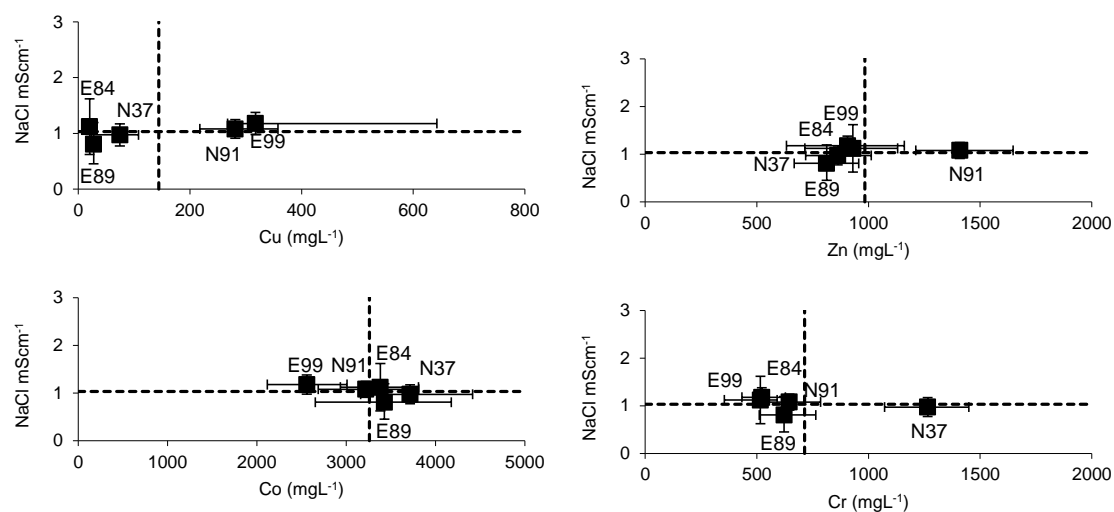 3
2
1
0
NaCl mScm⁻¹
E84
N37
E89
N91
E99
0 200 400 600 800
Cu (mgL⁻¹)
3
2
1
0
NaCl mScm⁻¹
E99
E84
N37
E89
N91
0 500 1000 1500 2000
Zn (mgL⁻¹)
3
2
1
0
NaCl mScm⁻¹
E99 N91 E84 N37
E89
0 1000 2000 3000 4000 5000
Co (mgL⁻¹)
3
2
1
0
NaCl mScm⁻¹
E99 E84 N91
E89
N37
0 500 1000 1500 2000
Cr (mgL⁻¹)